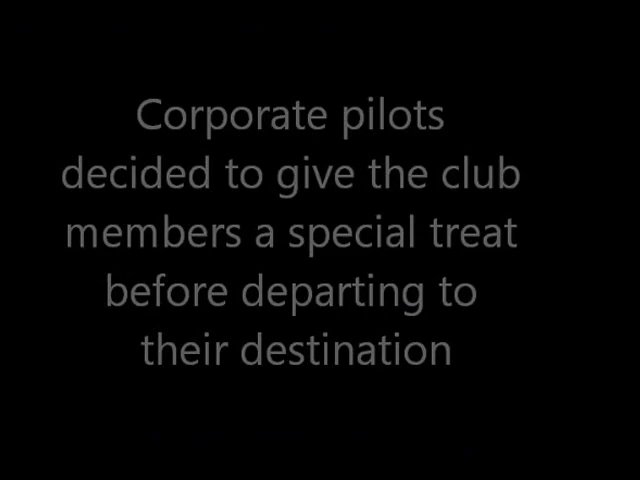 Corporate pilots
decided to give the club
members a special treat
before departing to
their destination